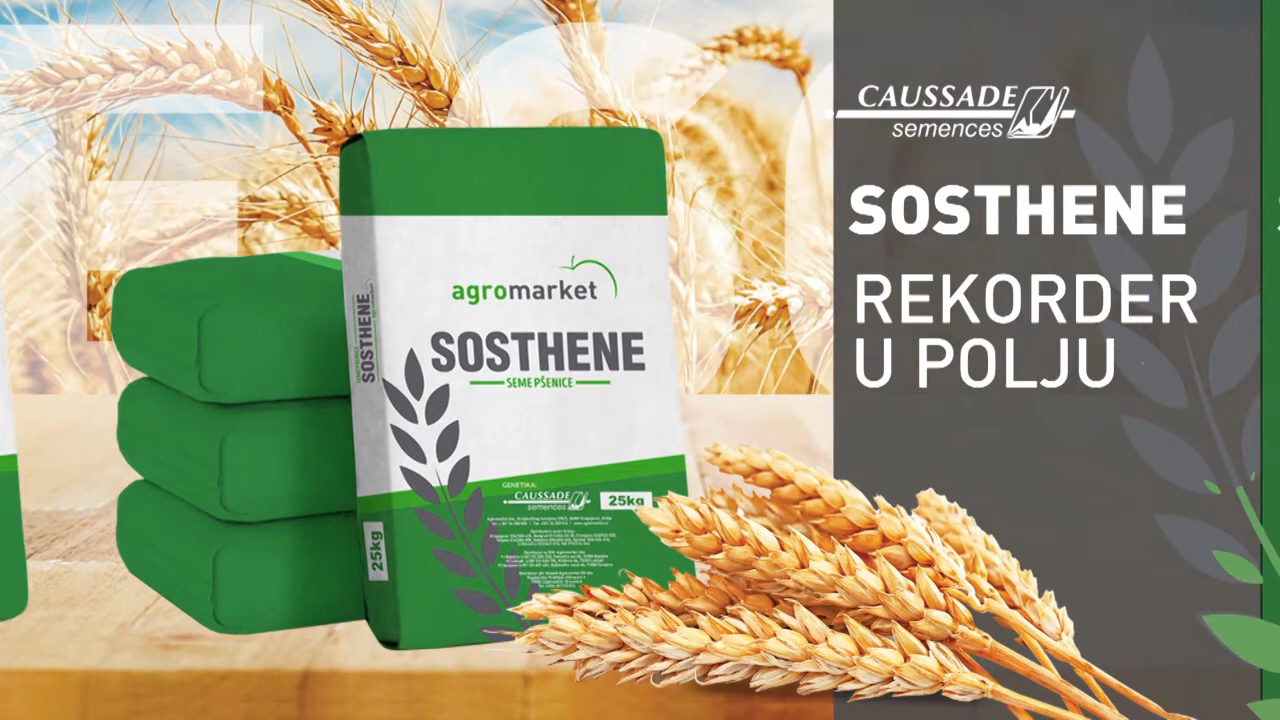 CAUSSADE
semences
SOSTHENE
REKORDER
U POLJU
agromarket
SOSTHENE
SEME PŠENICE
SOSTHENE
GENETIKA:
CAUSSADE
semences
25kg
25kg